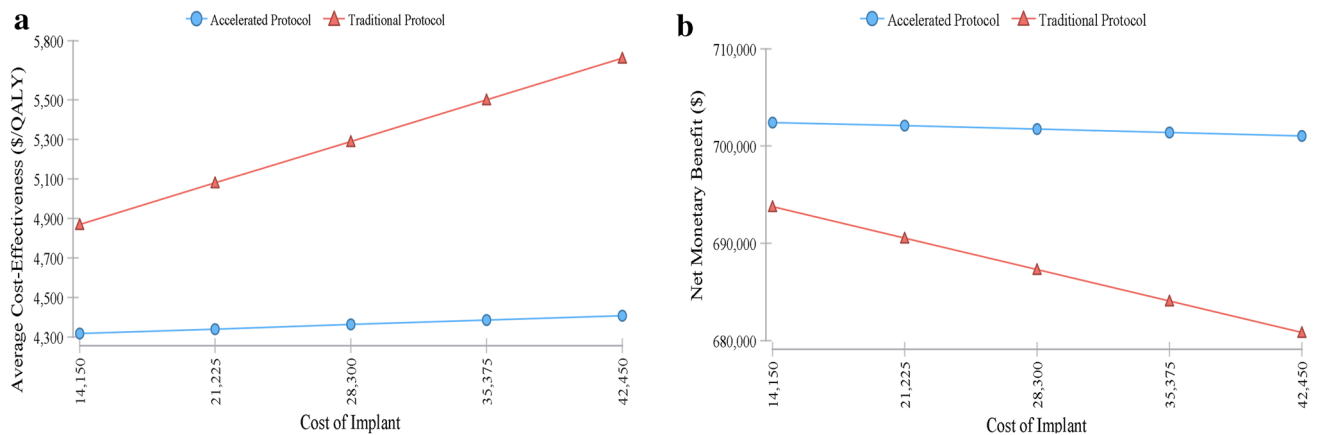 a
Accelerated Protocol Traditional Protocol
Average Cost-Effectiveness ($/QALY)
5,800
5,500
5,300
5,100
4,900
4,700
4,500
4,300
14,150
21,225
28,300
35,375
42,450
Cost of Implant
b
Accelerated Protocol Traditional Protocol
Net Monetary Benefit ($)
710,000
700,000
690,000
680,000
14,150
21,225
28,300
35,375
42,450
Cost of Implant